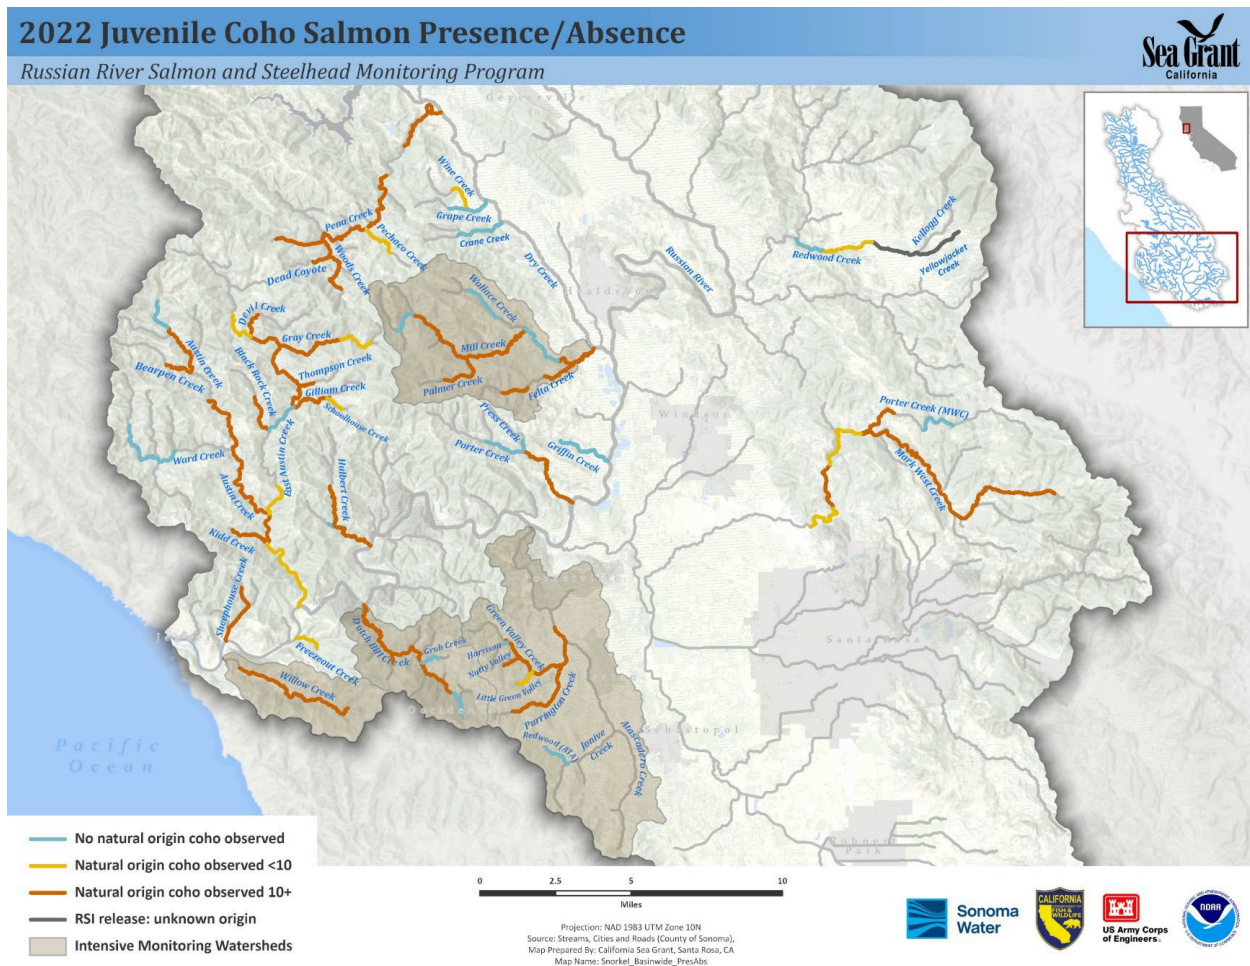 2022 Juvenile Coho Salmon Presence/Absence
Russian River Salmon and Steelhead Monitoring Program
Sea Grant
California
Geyserville
Wine Creek
Grape Creek
Crane Creek
Pena Creek
Pechaco Creek
Woods Creek
Dead Coyote
Dry Creek
Russian River
Healdsburg
Kellogg Creek
Redwood Creek
Yellowjacket
Creek
Wallace Creek
Devil Creek
Gray Creek
Mill Creek
Austin Creek
Black Rock Creek
Thompson Creek
Bearpen Creek
Gilliam Creek
Palmer Creek
Felta Creek
Schoolhouse Creek
Press Creek
Windsor
Porter Creek (MWC)
Porter Creek
Griffin Creek
Mark West Creek
Ward Creek
East Austin Creek
Hulbert Creek
Austin Creek
Kidd Creek
Sheephouse Creek
Dutch Bill Creek
Green Valley Creek
Grub Creek
Harrison
Nutty Valley
Freezeout Creek
Willow Creek
Little Green Valley
Purrington Creek
Occidental
Santa Rosa
Redwood (ATA)
Jonive
Creek
Atascadero Creek
Sebastopol
Pacific
Ocean
Rohnert
Park
No natural origin coho observed
Natural origin coho observed <10
Natural origin coho observed 10+
RSI release: unknown origin
Intensive Monitoring Watersheds
0 2.5 5 10
Miles
Projection: NAD 1983 UTM Zone 10N
Source: Streams, Cities and Roads (County of Sonoma),
Map Prepared By: California Sea Grant, Santa Rosa, CA
Map Name: Snorkel_Basinwide_PresAbs
Sonoma
Water
CALIFORNIA
FISH &
WILDLIFE
US Army Corps
of Engineers®
NOAA